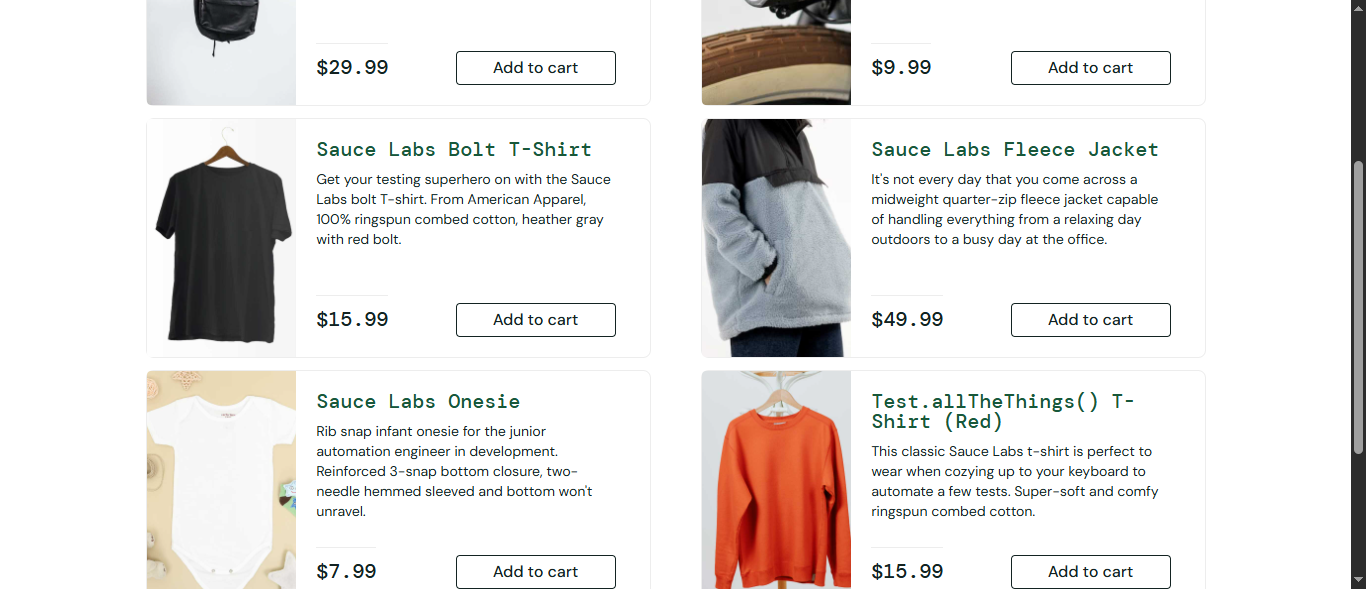 $29.99
Add to cart
$9.99
Add to cart
Sauce Labs Bolt T-Shirt
Get your testing superhero on with the Sauce
Labs bolt T-shirt. From American Apparel,
100% ringspun combed cotton, heather gray
with red bolt.
$15.99
Add to cart
Sauce Labs Fleece Jacket
It's not every day that you come across a
midweight quarter-zip fleece jacket capable
of handling everything from a relaxing day
outdoors to a busy day at the office.
$49.99
Add to cart
Sauce Labs Onesie
Rib snap infant onesie for the junior
automation engineer in development.
Reinforced 3-snap bottom closure, two-
needle hemmed sleeved and bottom won't
unravel.
$7.99
Add to cart
Test.allTheThings() T-
Shirt (Red)
This classic Sauce Labs t-shirt is perfect to
wear when cozying up to your keyboard to
automate a few tests. Super-soft and comfy
ringspun combed cotton.
$15.99
Add to cart